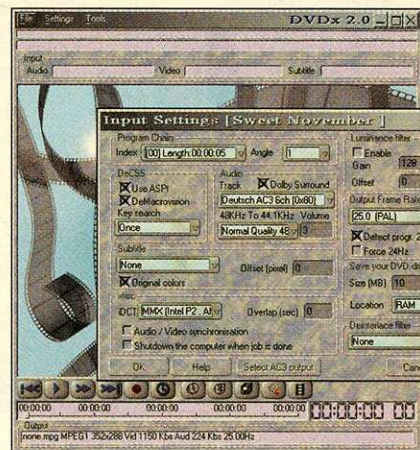 File Settings Tools
DVDx 2.0
Input
Audio Video Subtitle
Input Settings [Sweet November ]
Program Chain
Index [00] Length:00:00:05 Angle 1
DeCSS
Use ASPI
DeMacrovision
Key search
Once
Audio
Track Dolby Surround
Deutsch AC3 6ch [0x80]
48KHz To 44.1KHz Volume
Normal Quality 48 3
Subtitle
None
Offset (pixel) 0
Original colors
Misc
iDCT: MMX (Intel P2 , A
Overlap (sec) 0
Audio / Video synchronisation
Shutdown the computer when job is done
OK Help Select AC3 output Canc
Luminance filter
Enable
Gain 128
Offset 0
Output Frame Rate
25.0 (PAL)
Detect progr. 2
Force 24Hz
Save your DVD d
Size (MB) 10
Location RAM
Deinterlace filter
None
00:00:00 00:00:00 00:00:00 00:00:00 00:00:00 00:00:00 00
Output
none.mpg MPEG1 352x288 Vid 1150 Kbs Aud 224 Kbs 25.00Hz